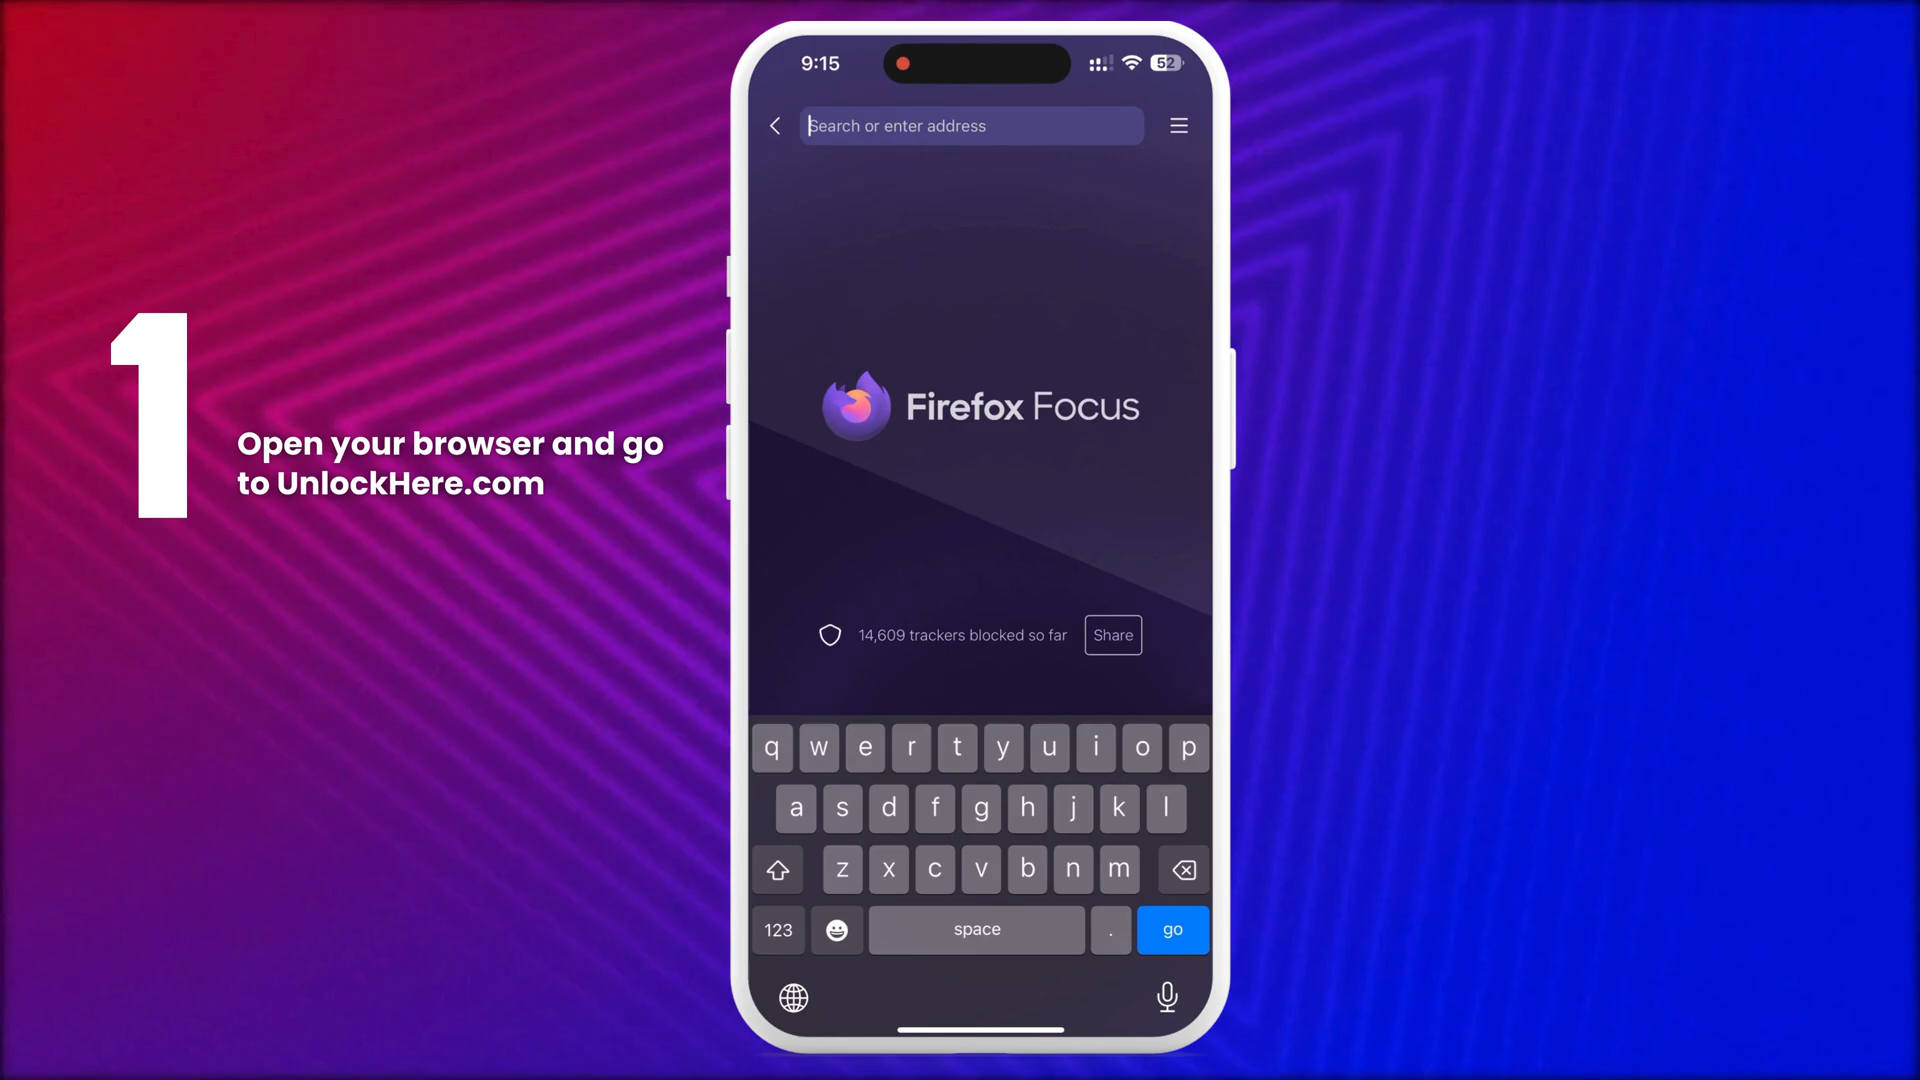 1
Open your browser and go
to UnlockHere.com
9:15
52
Search or enter address
Firefox Focus
14,609 trackers blocked so far
Share
q w e r t y u i o p
a s d f g h j k l
z x c v b n m
123
space
.
go